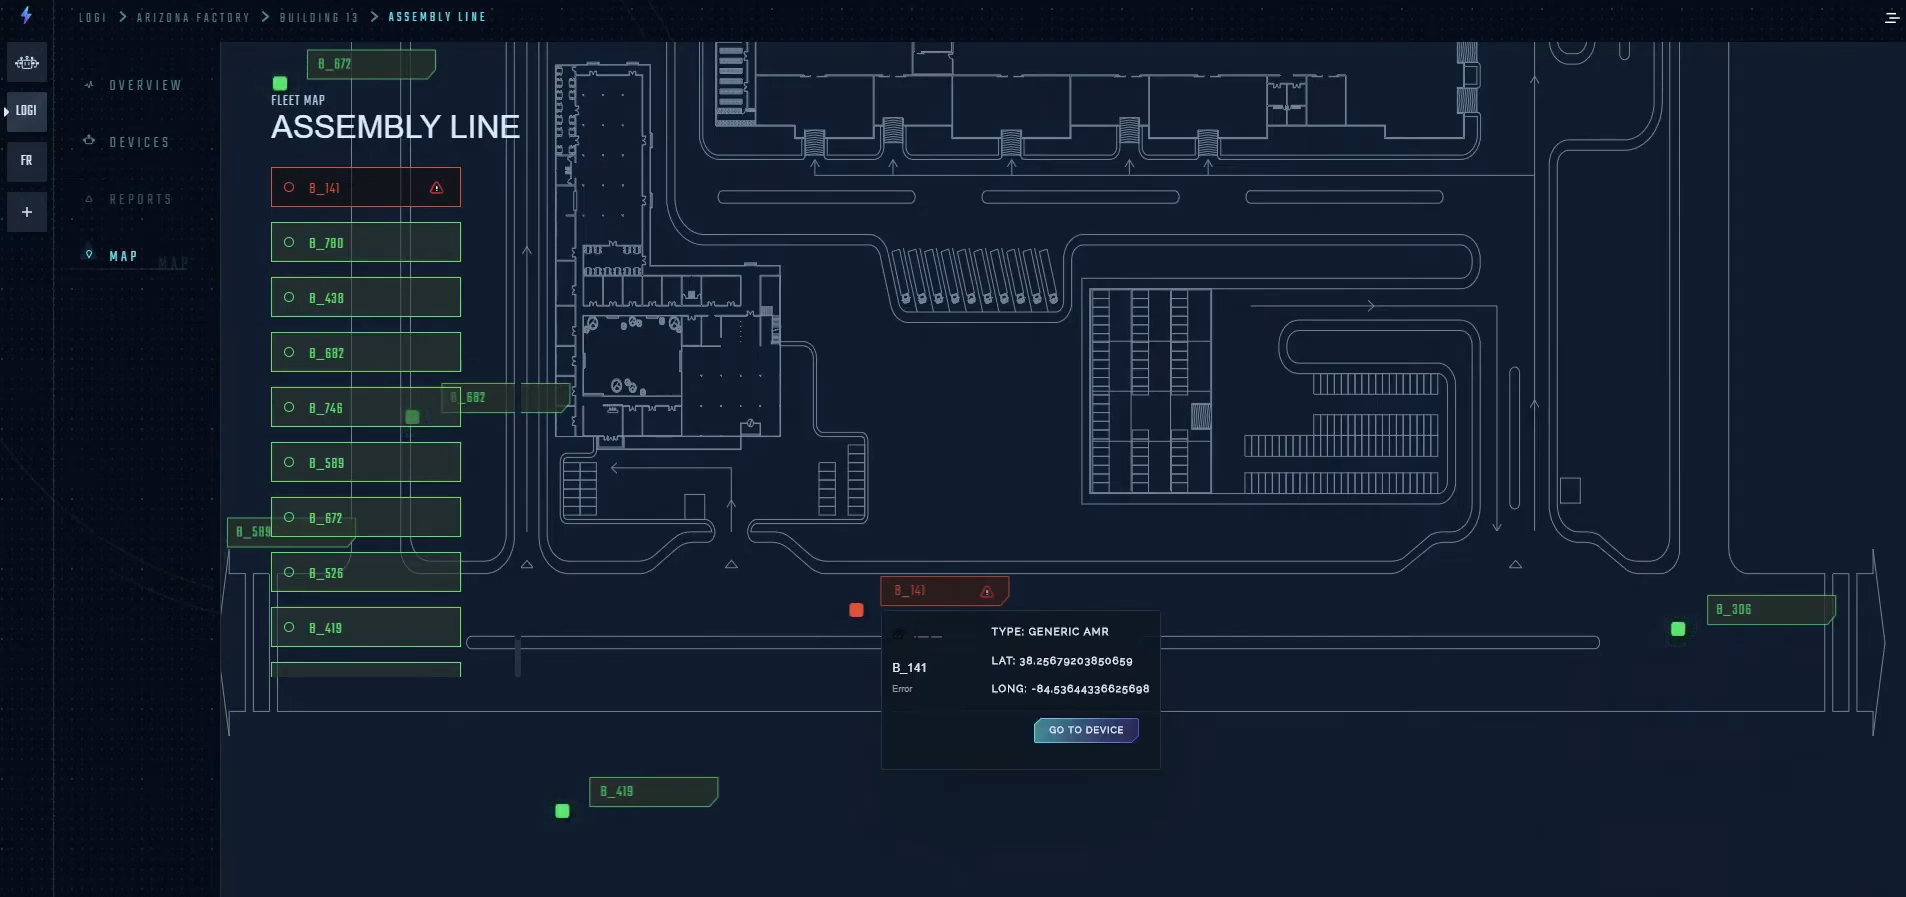 LOGI > ARIZONA FACTORY > BUILDING 13 > ASSEMBLY LINE
LOGI
FR
+
OVERVIEW
DEVICES
REPORTS
MAP
MAP
B_672
FLEET MAP
ASSEMBLY LINE
B_141
B_780
B_438
B_682
B_746
B_589
B_672
B_526
B_419
B_682
B_589
B_141
TYPE: GENERIC AMR
LAT: 38.25679203850659
B_141
Error
LONG: -84.53644336625698
GO TO DEVICE
B_306
B_419